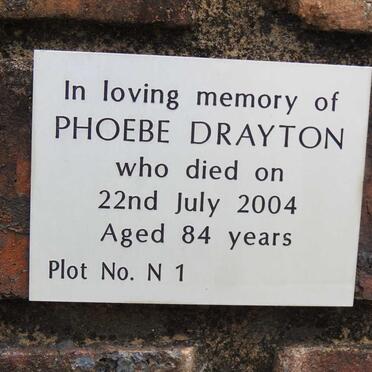 In loving memory of
PHOEBE DRAYTON
who died on
22nd July 2004
Aged 84 years
Plot No. N 1